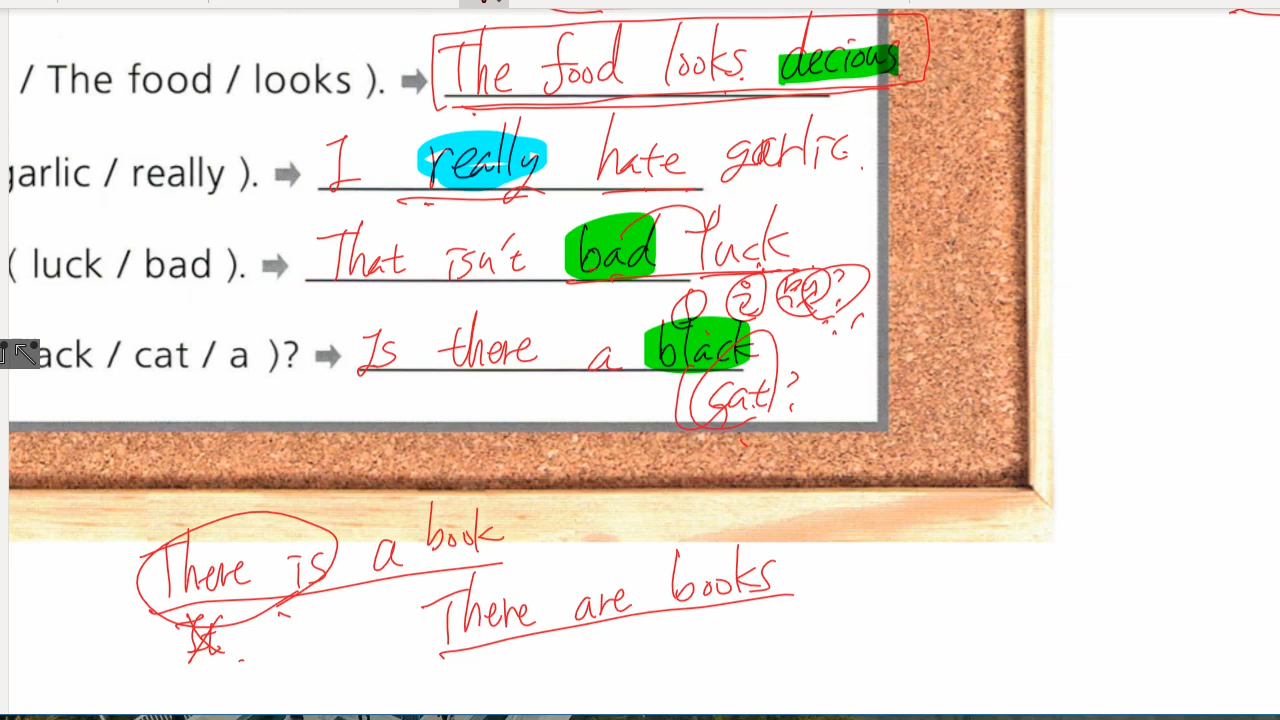 / The food / looks ). ➡ The food looks decious
garlic / really ). ➡ I really hate garlic.
( luck / bad ). ➡ That isn't bad luck
ack / cat / a )? ➡ Is there a black
cat?
There is a book
There are books